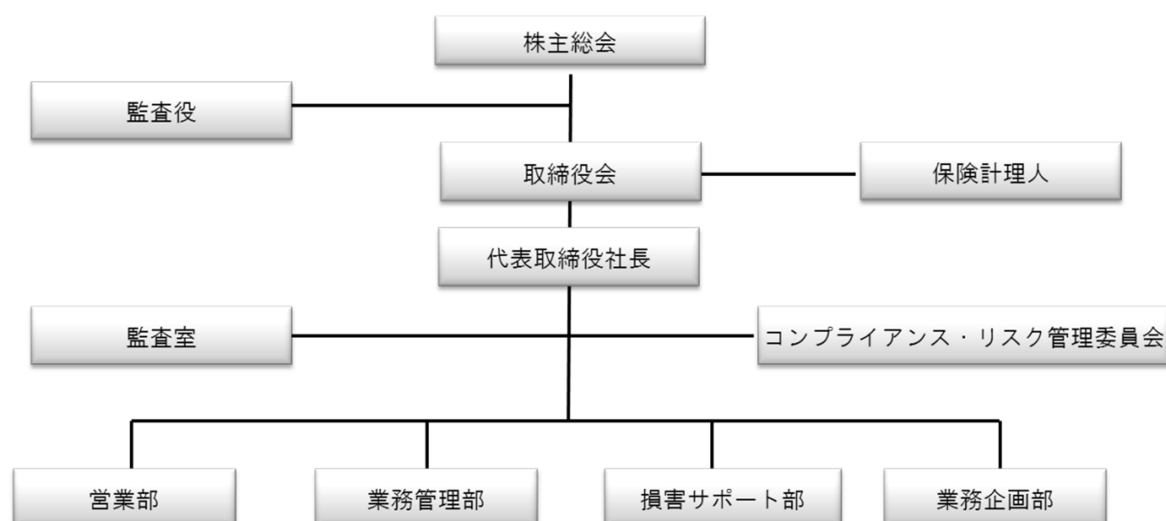 株主総会
監査役
取締役会
保険計理人
代表取締役社長
監査室
コンプライアンス・リスク管理委員会
営業部
業務管理部
損害サポート部
業務企画部